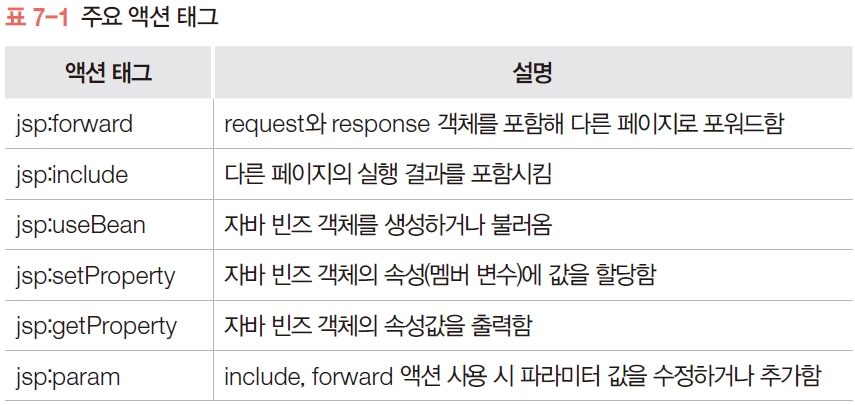 표 7-1 주요 액션 태그
액션 태그 설명
jsp:forward request와 response 객체를 포함해 다른 페이지로 포워드함
jsp:include 다른 페이지의 실행 결과를 포함시킴
jsp:useBean 자바 빈즈 객체를 생성하거나 불러옴
jsp:setProperty 자바 빈즈 객체의 속성(멤버 변수)에 값을 할당함
jsp:getProperty 자바 빈즈 객체의 속성값을 출력함
jsp:param include, forward 액션 사용 시 파라미터 값을 수정하거나 추가함